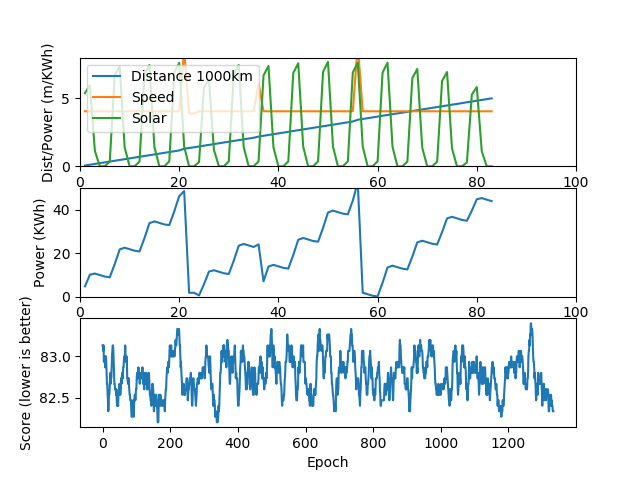 Dist/Power (m/KWh)
5
0
Distance 1000km
Speed
Solar
0 20 40 60 80 100
Power (KWh)
40
20
0
0 20 40 60 80 100
Score (lower is better)
83.0
82.5
0 200 400 600 800 1000 1200
Epoch